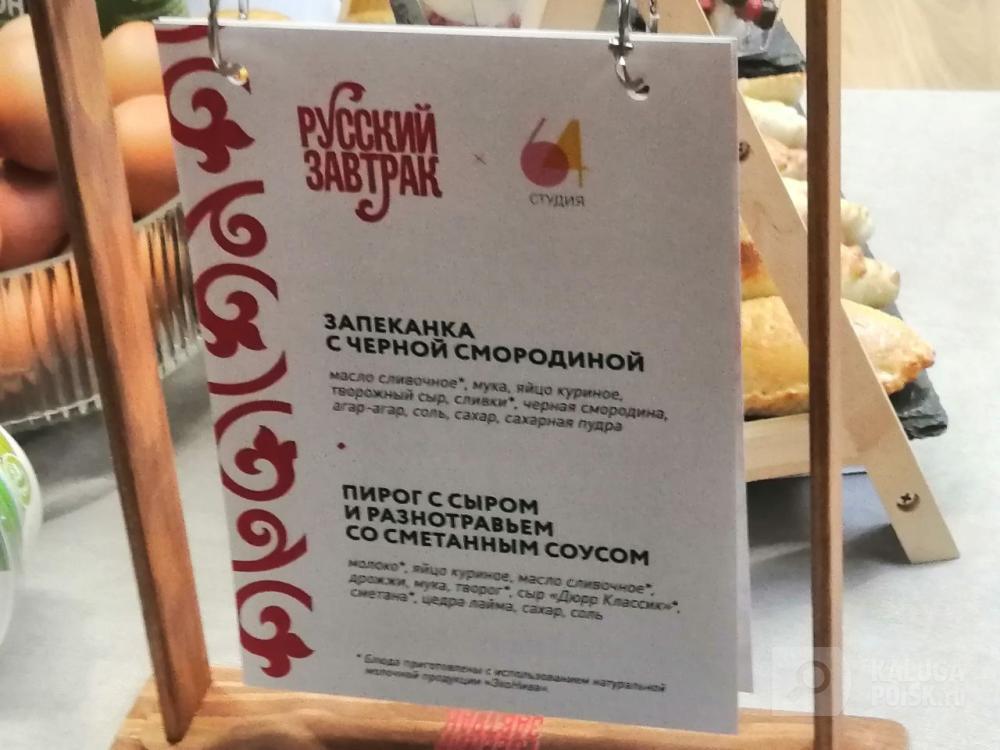 РУССКИЙ
ЗАВТРАК
×
64
СТУДИЯ
ЗАПЕКАНКА
С ЧЕРНОЙ СМОРОДИНОЙ
масло сливочное*, мука, яйцо куриное,
творожный сыр, сливки*, черная смородина,
агар-агар, соль, сахар, сахарная пудра
ПИРОГ С СЫРОМ
И РАЗНОТРАВЬЕМ
СО СМЕТАННЫМ СОУСОМ
молоко*, яйцо куриное, масло сливочное*,
дрожжи, мука, творог*, сыр «Дюрр Классик»*,
сметана*, цедра лайма, сахар, соль
* Блюда приготовлены с использованием натуральной
молочной продукции «ЭкоНива»
KALUGA
POISK.ru